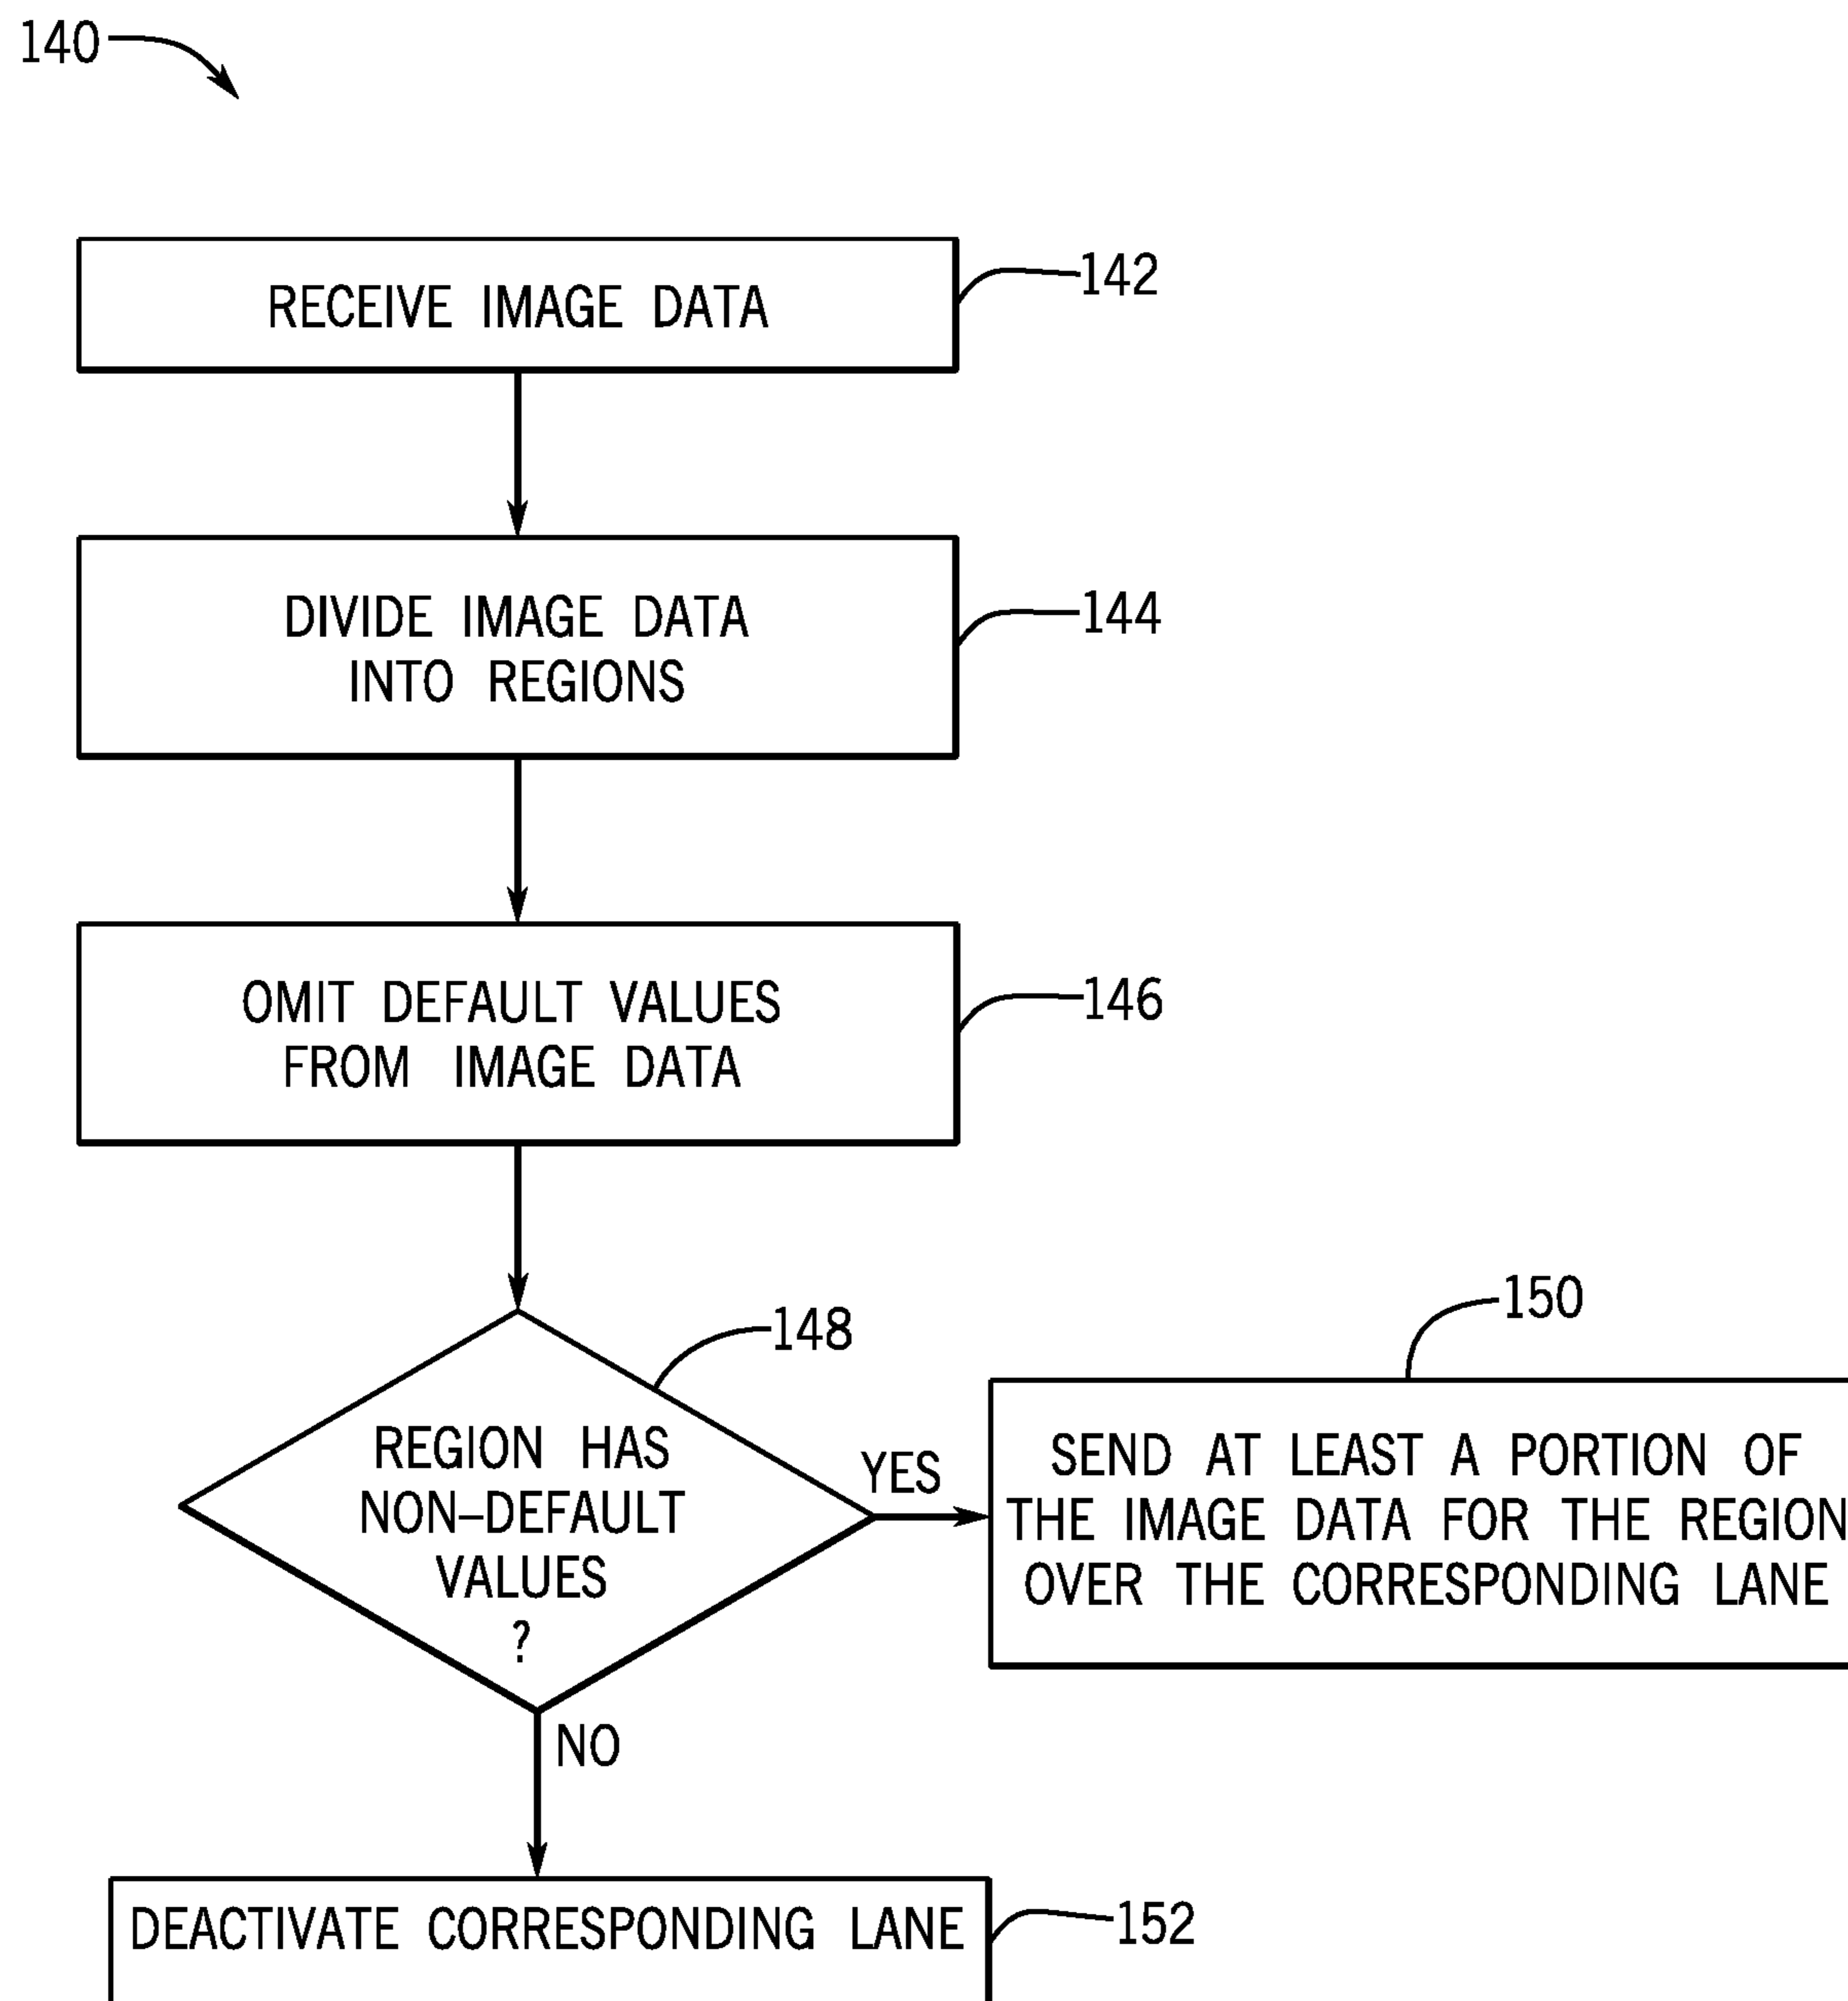 140
RECEIVE IMAGE DATA
142
DIVIDE IMAGE DATA
INTO REGIONS
144
OMIT DEFAULT VALUES
FROM IMAGE DATA
146
148
REGION HAS
NON–DEFAULT
VALUES
?
YES
150
SEND AT LEAST A PORTION OF
THE IMAGE DATA FOR THE REGION
OVER THE CORRESPONDING LANE
NO
DEACTIVATE CORRESPONDING LANE
152